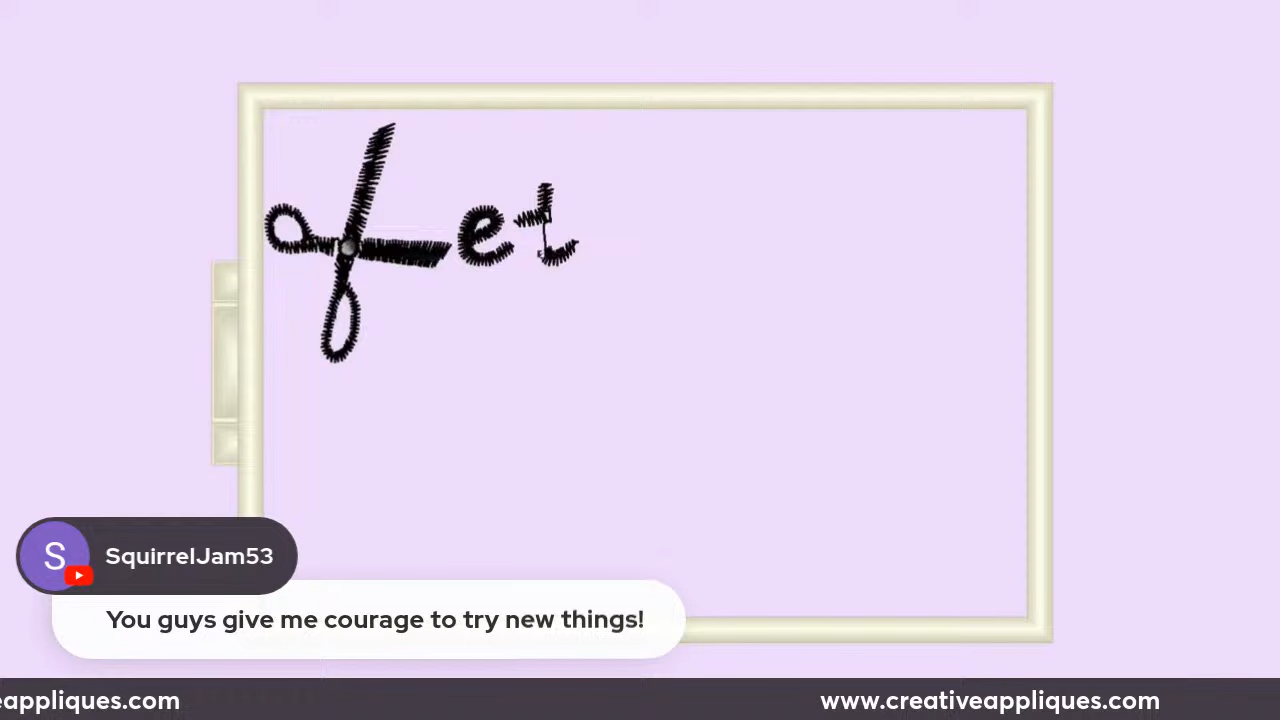 et
SquirrelJam53
S
You guys give me courage to try new things!
eappliques.com
www.creativeappliques.com